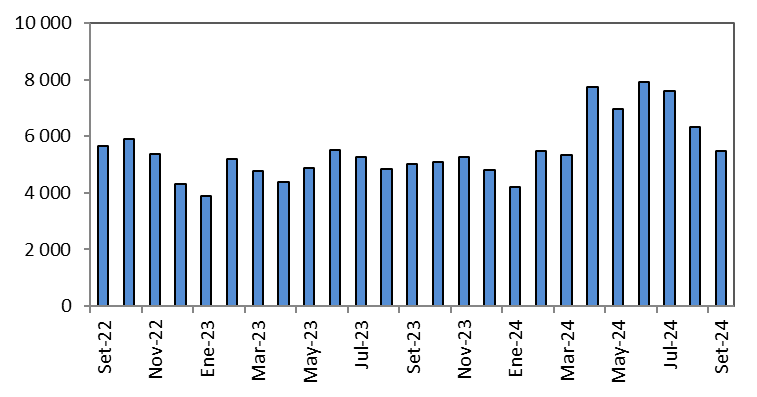 10 000
8 000
6 000
4 000
2 000
0
Set-22
Nov-22
Ene-23
Mar-23
May-23
Jul-23
Set-23
Nov-23
Ene-24
Mar-24
May-24
Jul-24
Set-24